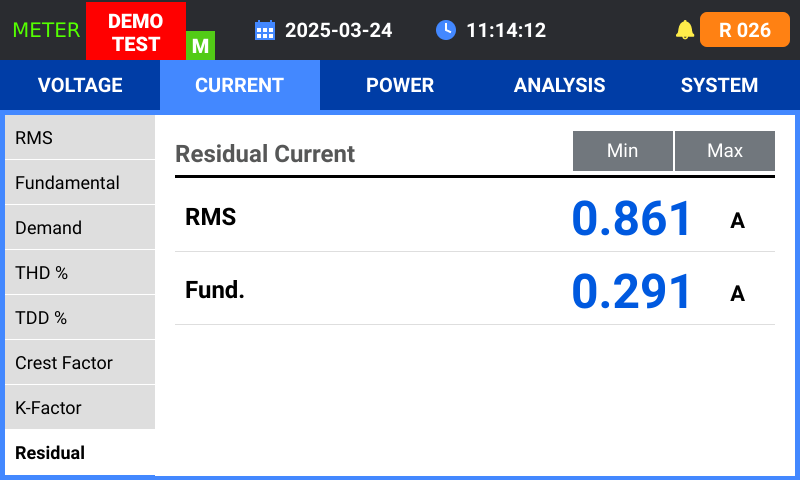 METER
DEMO
TEST
M
2025-03-24
11:14:12
R 026
VOLTAGE
CURRENT
POWER
ANALYSIS
SYSTEM
RMS
Fundamental
Demand
THD %
TDD %
Crest Factor
K-Factor
Residual
Residual Current
Min
Max
RMS 0.861 A
Fund. 0.291 A